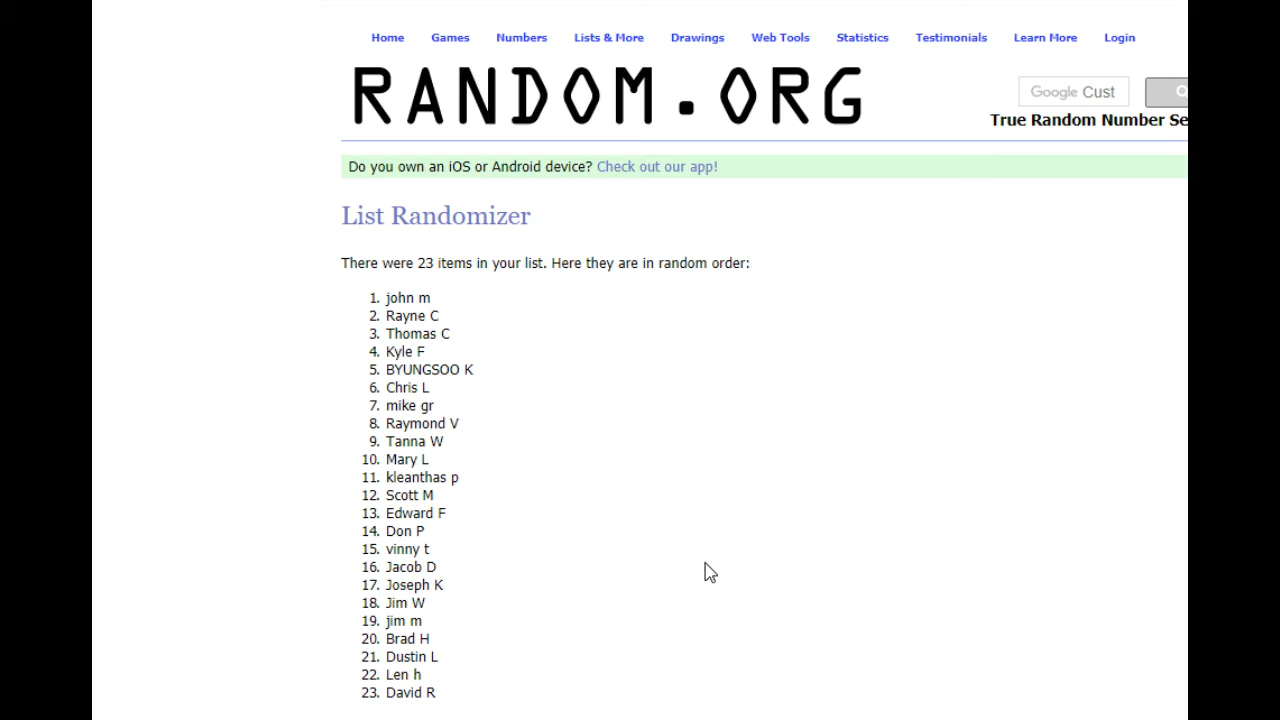 Home Games Numbers Lists & More Drawings Web Tools Statistics Testimonials Learn More Login
RANDOM.ORG
Google Cust
True Random Number Se
Do you own an iOS or Android device? Check out our app!
List Randomizer
There were 23 items in your list. Here they are in random order:
1. john m
2. Rayne C
3. Thomas C
4. Kyle F
5. BYUNGSOO K
6. Chris L
7. mike gr
8. Raymond V
9. Tanna W
10. Mary L
11. kleanthas p
12. Scott M
13. Edward F
14. Don P
15. vinny t
16. Jacob D
17. Joseph K
18. Jim W
19. jim m
20. Brad H
21. Dustin L
22. Len h
23. David R